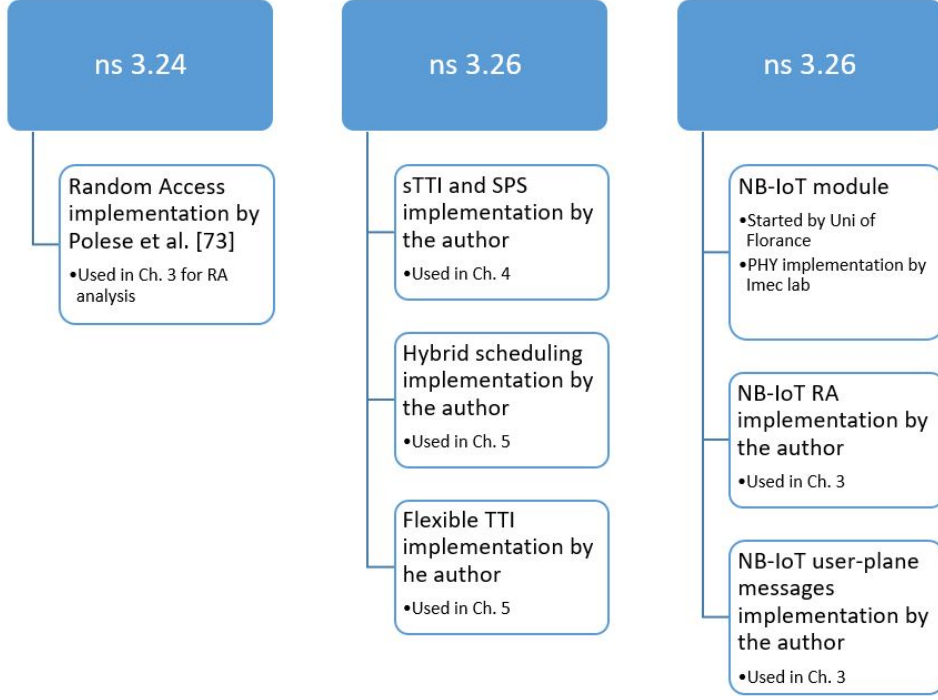 ns 3.24
Random Access
implementation by
Polese et al. [73]
•Used in Ch. 3 for RA
analysis
ns 3.26
sTTI and SPS
implementation by
the author
•Used in Ch. 4
Hybrid scheduling
implementation by
the author
•Used in Ch. 5
Flexible TTI
implementation by
he author
•Used in Ch. 5
ns 3.26
NB-IoT module
•Started by Uni of
Florance
•PHY implementation by
Imec lab
NB-IoT RA
implementation by
the author
•Used in Ch. 3
NB-IoT user-plane
messages
implementation by
the author
•Used in Ch. 3